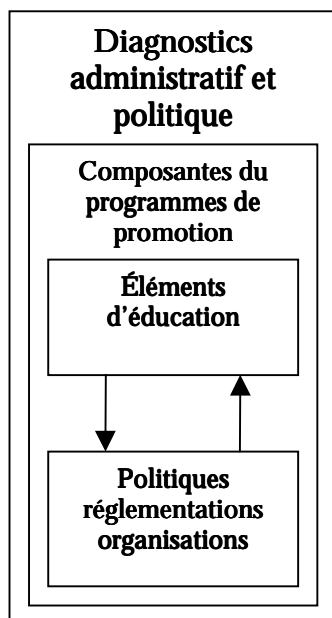 Diagnostics
administratif et
politique
Composantes du
programmes de
promotion
Éléments
d'éducation
Politiques
réglementations
organisations